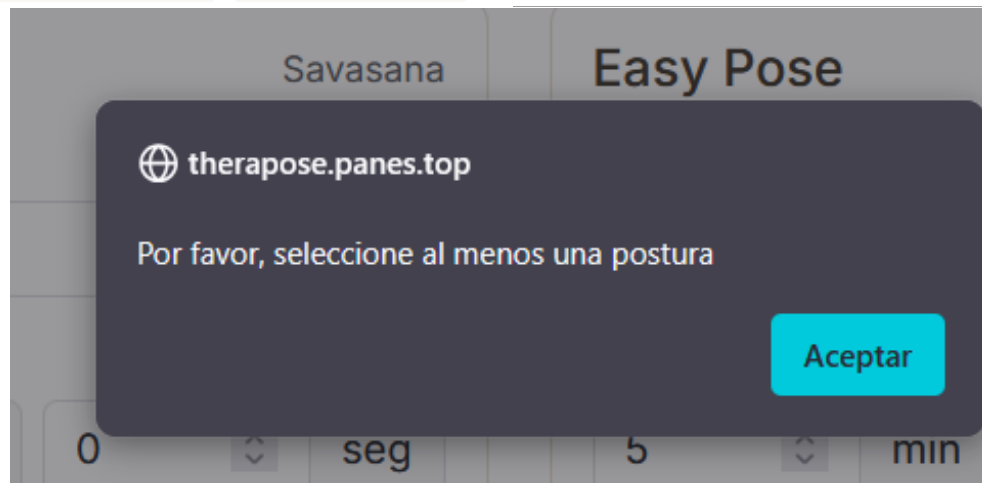 Savasana
Easy Pose
therapose.panes.top
Por favor, seleccione al menos una postura
Aceptar
0
seg
5
min